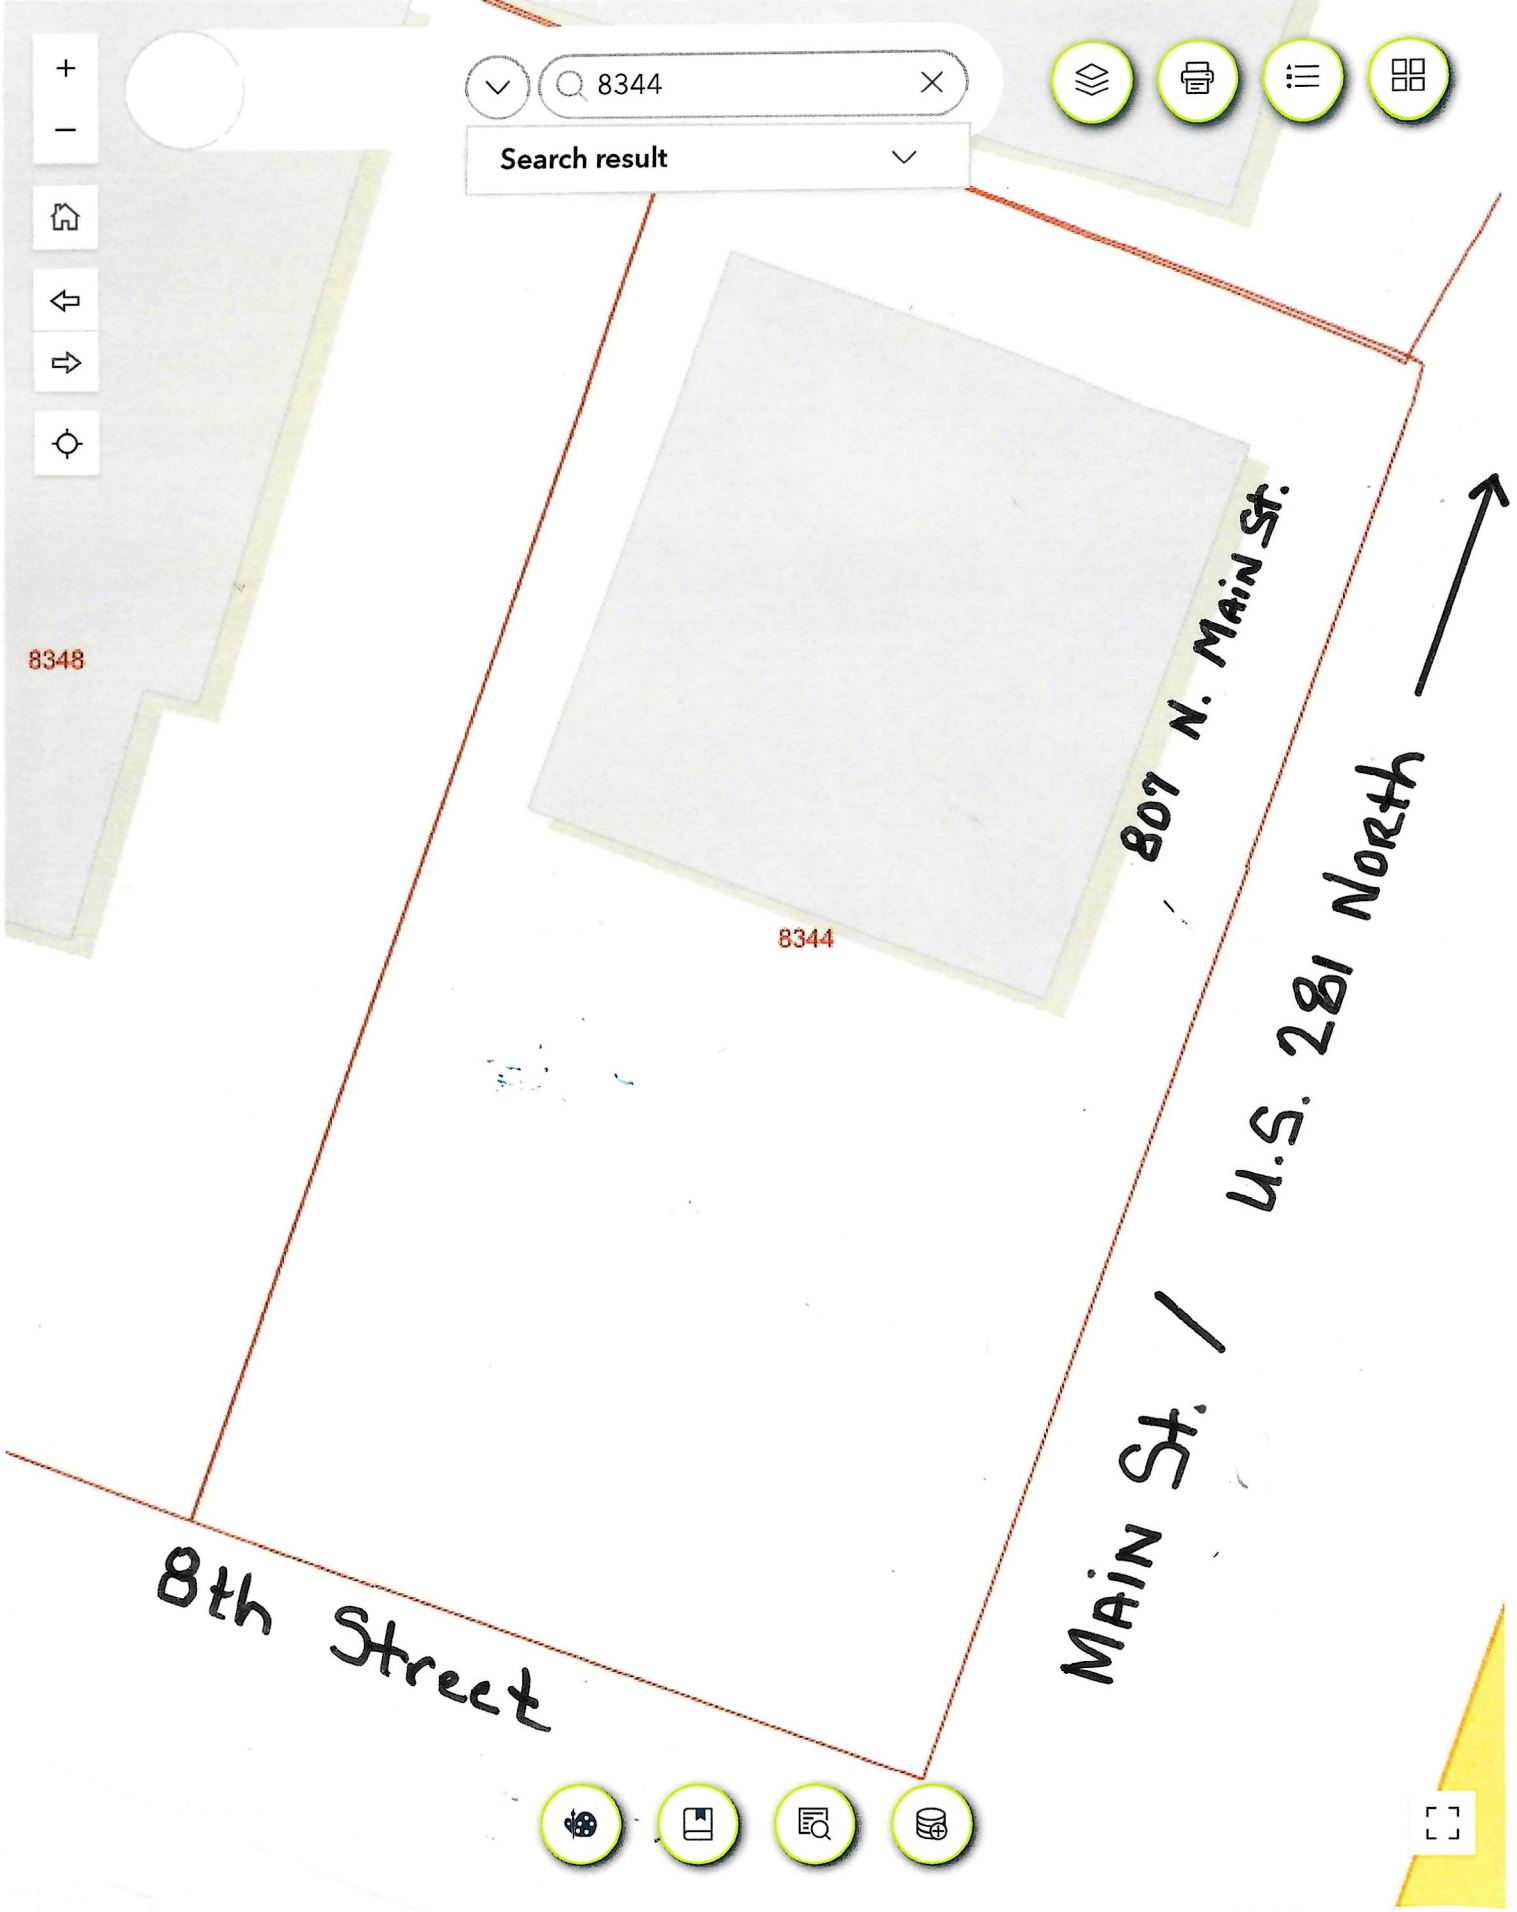 8344
Search result
807 N. MAIN St.
8348
U.S. 281 NORth
8344
MAIN St. /
8th Street